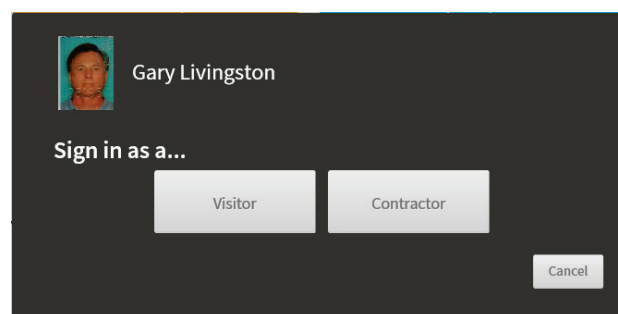 Gary Livingston
Sign in as a...
Visitor
Contractor
Cancel